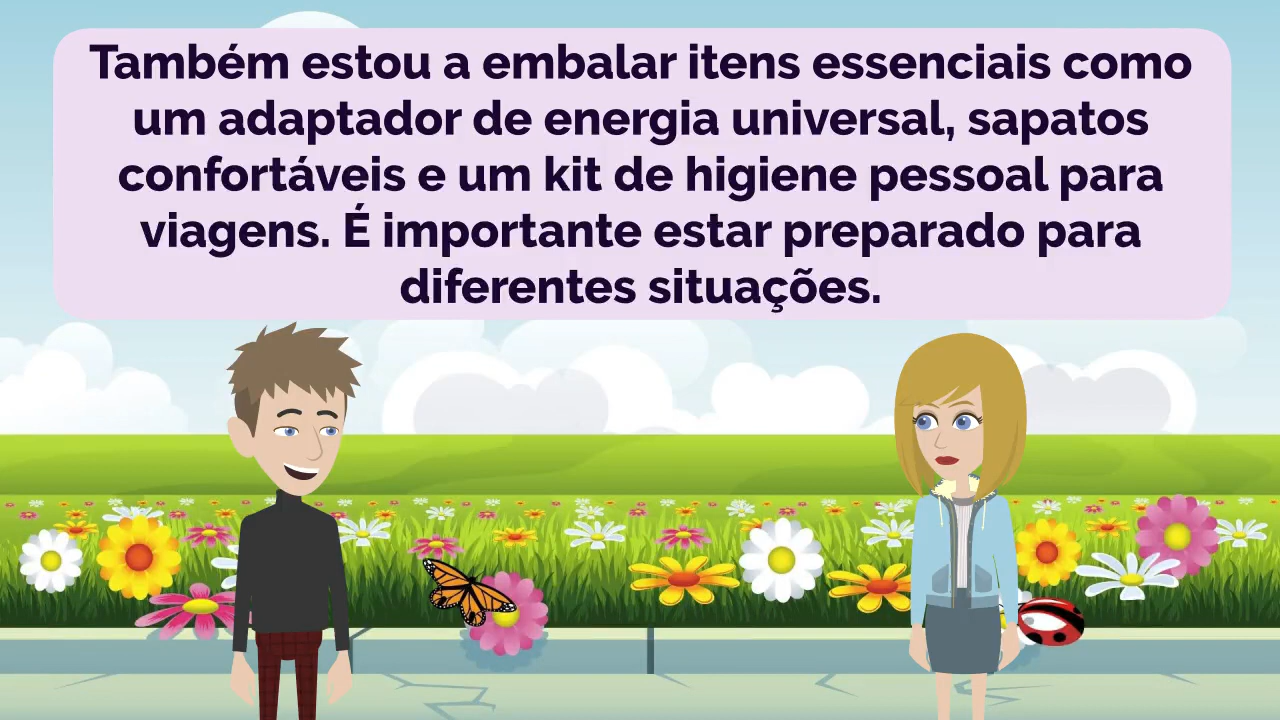 Também estou a embalar itens essenciais como
um adaptador de energia universal, sapatos
confortáveis e um kit de higiene pessoal para
viagens. É importante estar preparado para
diferentes situações.